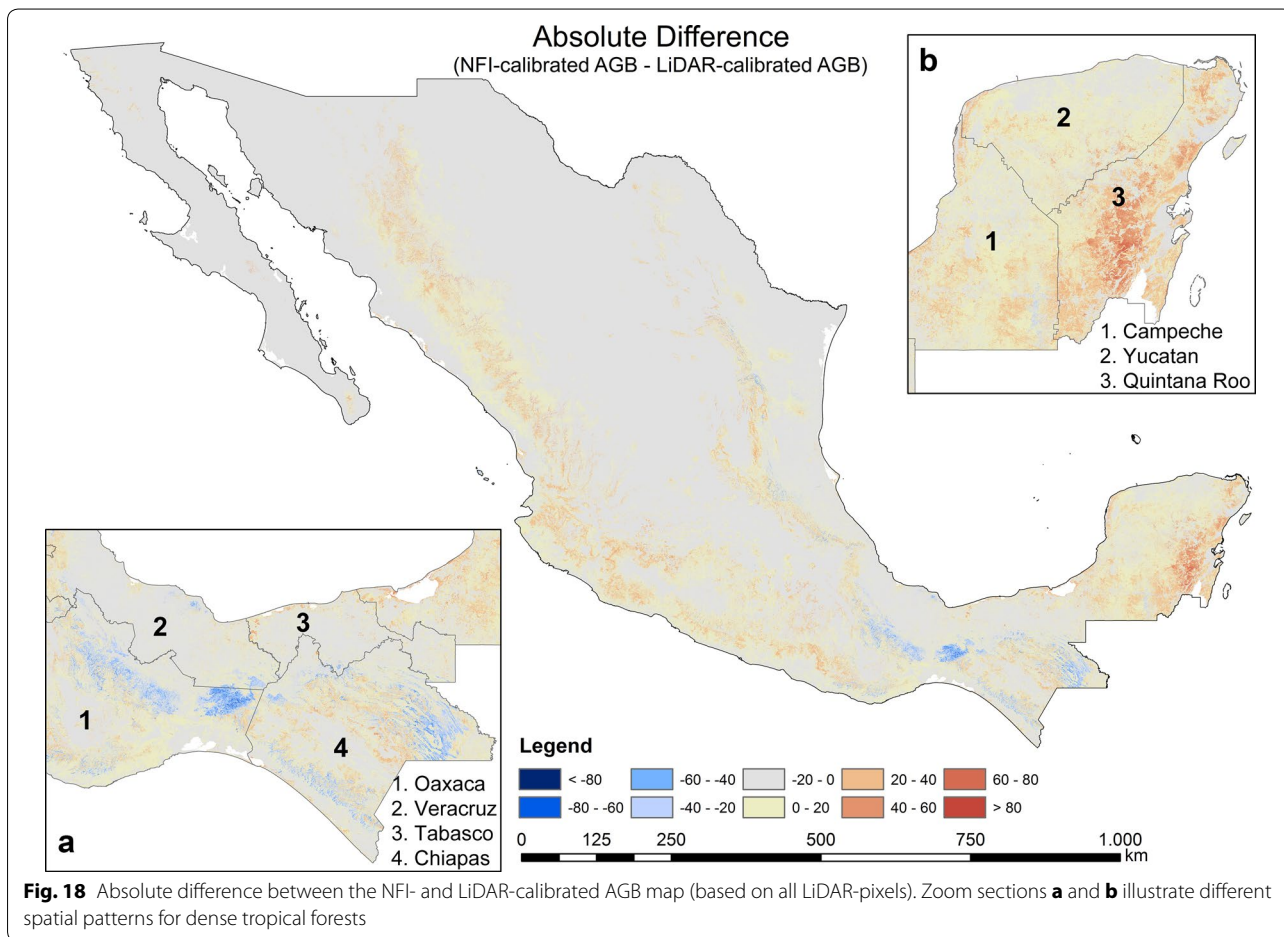 Absolute Difference
(NFI-calibrated AGB - LiDAR-calibrated AGB)
b
2
3
1
1. Campeche
2. Yucatan
3. Quintana Roo
2
3
1
4
1. Oaxaca
2. Veracruz
3. Tabasco
4. Chiapas
a
Legend
< -80
-60 - -40
-20 - 0
20 - 40
60 - 80
-80 - -60
-40 - -20
0 - 20
40 - 60
> 80
0 125 250 500 750 1.000
km
Fig. 18 Absolute difference between the NFI- and LiDAR-calibrated AGB map (based on all LiDAR-pixels). Zoom sections a and b illustrate different
spatial patterns for dense tropical forests